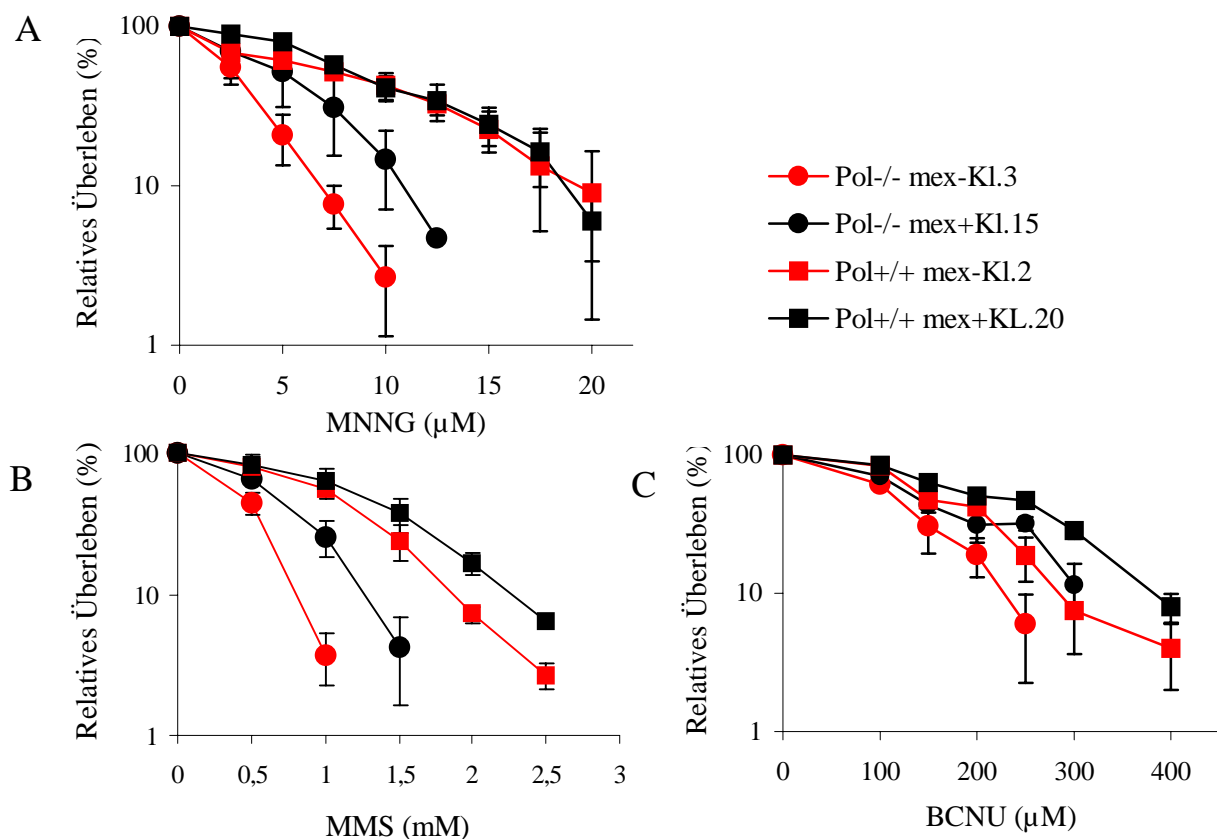 A
Relatives Überleben (%)
100
10
1
0 5 10 15 20
MNNG (µM)
Pol-/- mex-Kl.3
Pol-/- mex+Kl.15
Pol+/+ mex-Kl.2
Pol+/+ mex+KL.20
B
Relatives Überleben (%)
100
10
1
0 0,5 1 1,5 2 2,5 3
MMS (mM)
C
Relatives Überleben (%)
100
10
1
0 100 200 300 400
BCNU (µM)